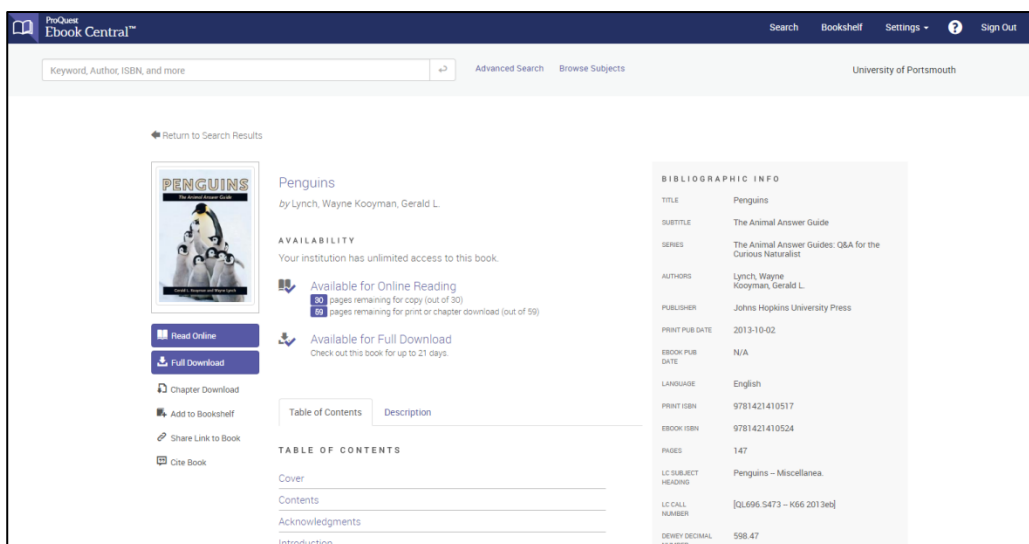 ProQuest
Ebook Central™
Search
Bookshelf
Settings
?
Sign Out
Keyword, Author, ISBN, and more
Advanced Search
Browse Subjects
University of Portsmouth
Return to Search Results
PENGUINS
The Animal Answer Guide
Gerald L. Kooyman and Wayne Lynch
Read Online
Full Download
Chapter Download
Add to Bookshelf
Share Link to Book
Cite Book
Penguins
by Lynch, Wayne Kooyman, Gerald L.
AVAILABILITY
Your institution has unlimited access to this book.
Available for Online Reading
30 pages remaining for copy (out of 30)
59 pages remaining for print or chapter download (out of 59)
Available for Full Download
Check out this book for up to 21 days.
Table of Contents
Description
TABLE OF CONTENTS
Cover
Contents
Acknowledgments
Introduction
BIBLIOGRAPHIC INFO
TITLE Penguins
SUBTITLE The Animal Answer Guide
SERIES The Animal Answer Guides: Q&A for the
Curious Naturalist
AUTHORS Lynch, Wayne
Kooyman, Gerald L.
PUBLISHER Johns Hopkins University Press
PRINT PUB DATE 2013-10-02
EBOOK PUB N/A
DATE
LANGUAGE English
PRINT ISBN 9781421410517
EBOOK ISBN 9781421410524
PAGES 147
LC SUBJECT Penguins -- Miscellanea.
HEADING
LC CALL [QL696.S473 -- K66 2013eb]
NUMBER
DEWEY DECIMAL 598.47
NUMBER